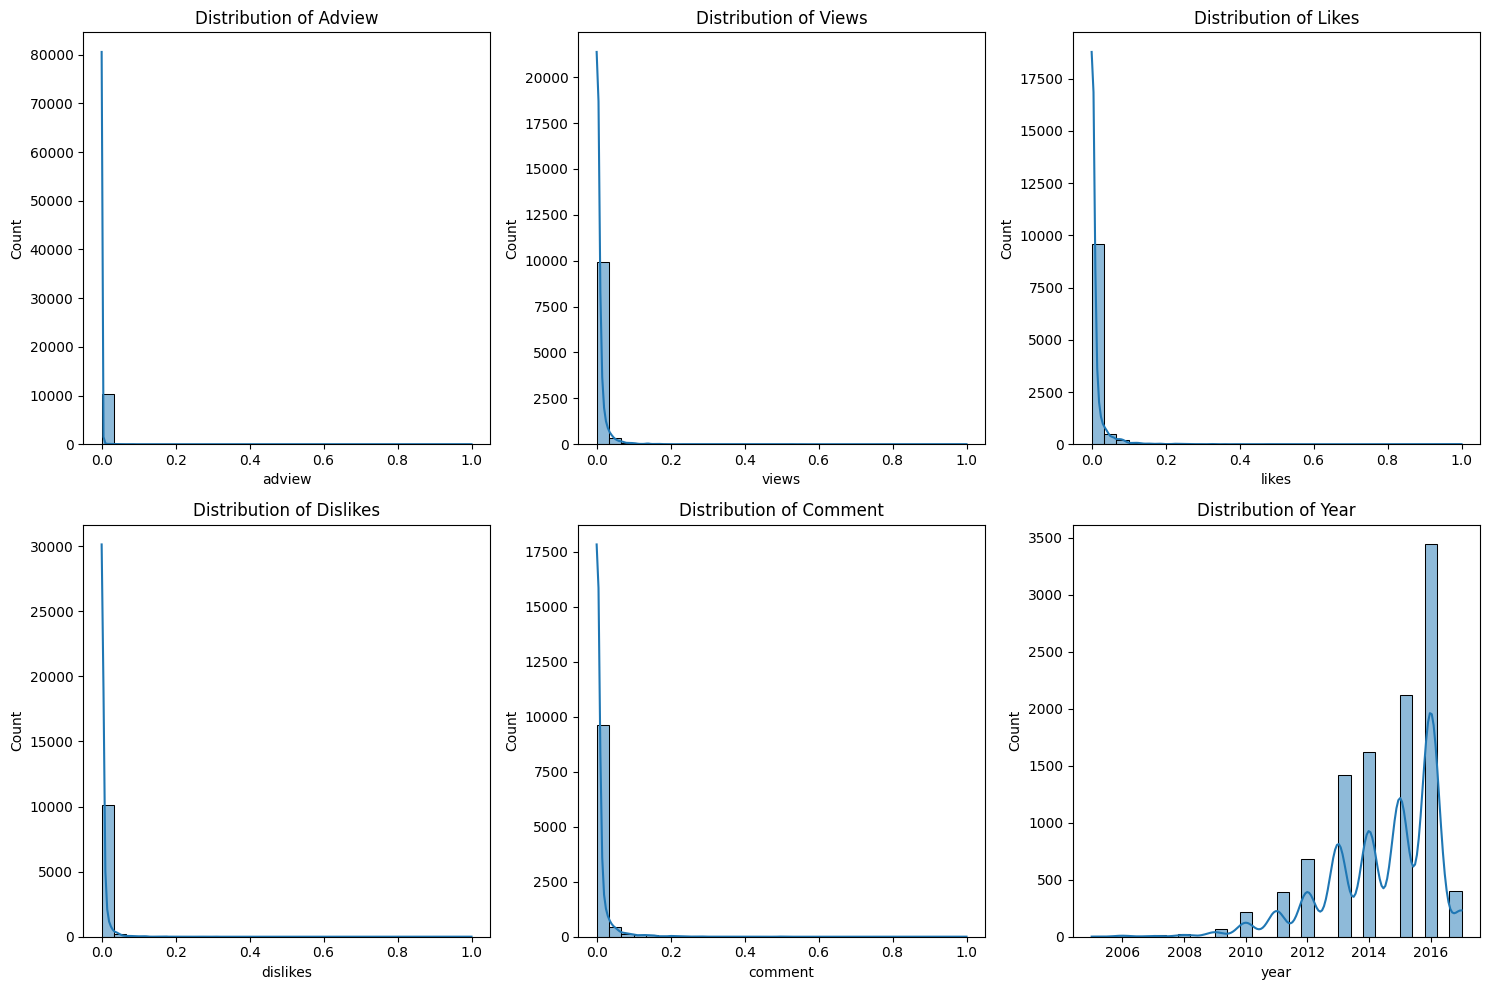 Distribution of Adview
80000
70000
60000
50000
40000
30000
20000
10000
0
Count
0.0 0.2 0.4 0.6 0.8 1.0
adview
Distribution of Views
20000
17500
15000
12500
10000
7500
5000
2500
0
Count
0.0 0.2 0.4 0.6 0.8 1.0
views
Distribution of Likes
17500
15000
12500
10000
7500
5000
2500
0
Count
0.0 0.2 0.4 0.6 0.8 1.0
likes
Distribution of Dislikes
30000
25000
20000
15000
10000
5000
0
Count
0.0 0.2 0.4 0.6 0.8 1.0
dislikes
Distribution of Comment
17500
15000
12500
10000
7500
5000
2500
0
Count
0.0 0.2 0.4 0.6 0.8 1.0
comment
Distribution of Year
3500
3000
2500
2000
1500
1000
500
0
Count
2006 2008 2010 2012 2014 2016
year